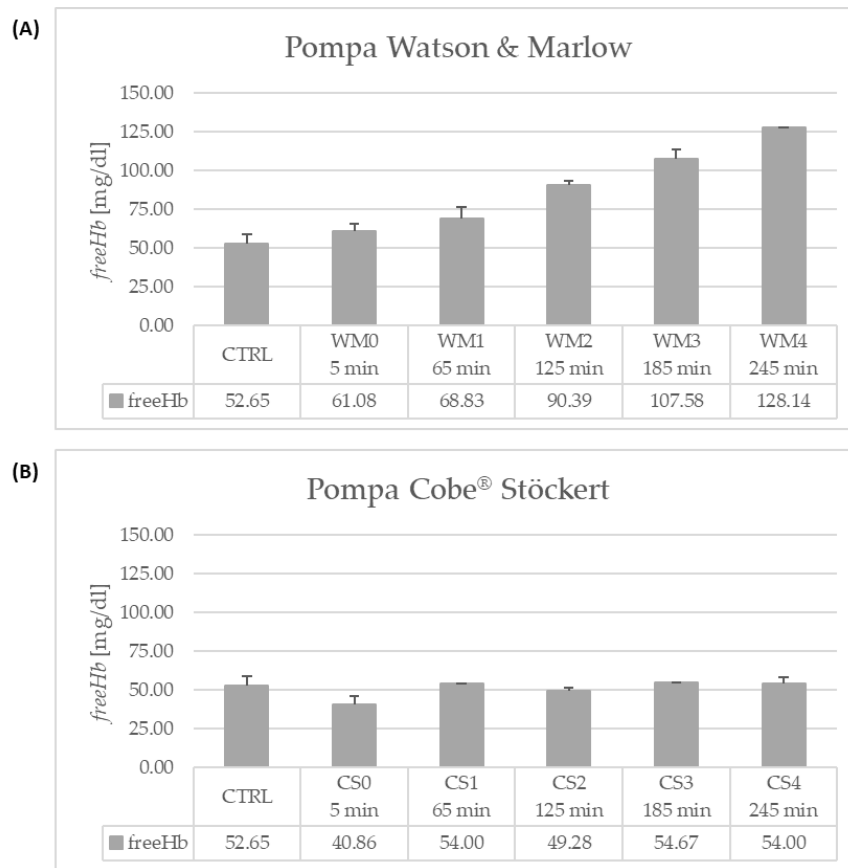 (A)
Pompa Watson & Marlow
freeHb [mg/dl]
150.00
125.00
100.00
75.00
50.00
25.00
0.00
CTRL WM0 WM1 WM2 WM3 WM4
5 min 65 min 125 min 185 min 245 min
freeHb 52.65 61.08 68.83 90.39 107.58 128.14
(B)
Pompa Cobe® Stöckert
freeHb [mg/dl]
150.00
125.00
100.00
75.00
50.00
25.00
0.00
CTRL CS0 CS1 CS2 CS3 CS4
5 min 65 min 125 min 185 min 245 min
freeHb 52.65 40.86 54.00 49.28 54.67 54.00